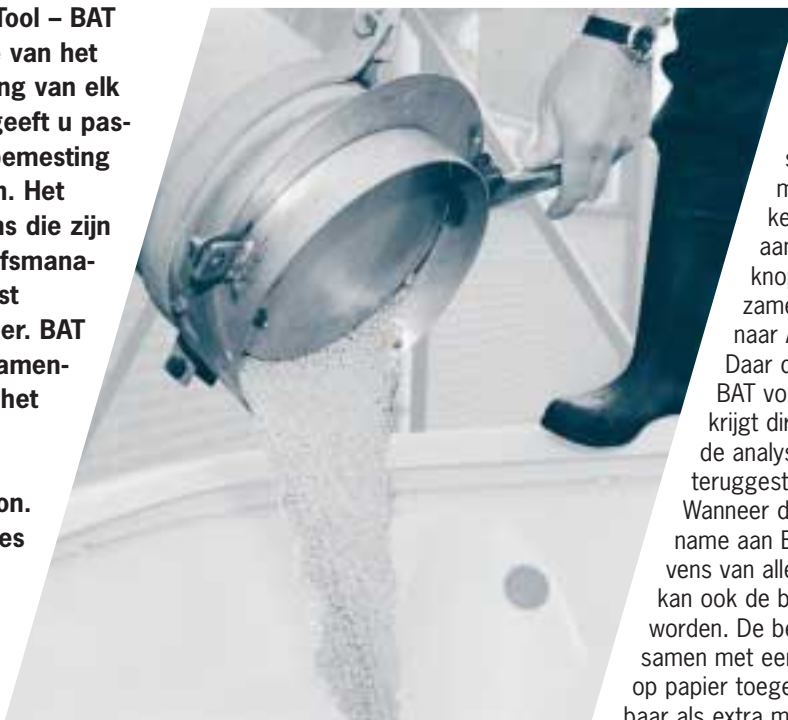 Tool – BAT
van het
ng van elk
geeft u pas-
bemesting
n. Het
ns die zijn
fsmana-
st
er. BAT
amen-
het
on.
es
s
m
ke
aan
knop
zame
naar
Daar
BAT vo
krijgt dir
de analys
teruggest
Wanneer d
name aan
vens van alle
kan ook de b
worden. De be
samen met een
op papier toege
baar als extra m